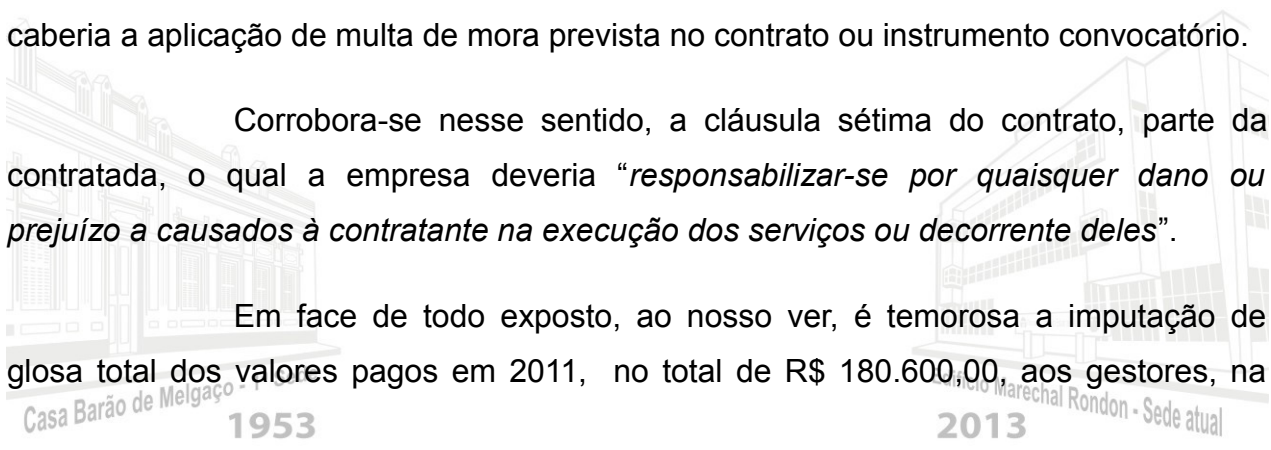 caberia a aplicação de multa de mora prevista no contrato ou instrumento convocatório.
Corrobora-se nesse sentido, a cláusula sétima do contrato, parte da
contratada, o qual a empresa deveria “responsabilizar-se por quaisquer dano ou
prejuízo a causados à contratante na execução dos serviços ou decorrente deles”.
Em face de todo exposto, ao nosso ver, é temorosa a imputação de
glosa total dos valores pagos em 2011, no total de R$ 180.600,00, aos gestores, na
Casa Barão de Melgaço - 1ª
1953
Marechal Rondon - Sede atual
2013